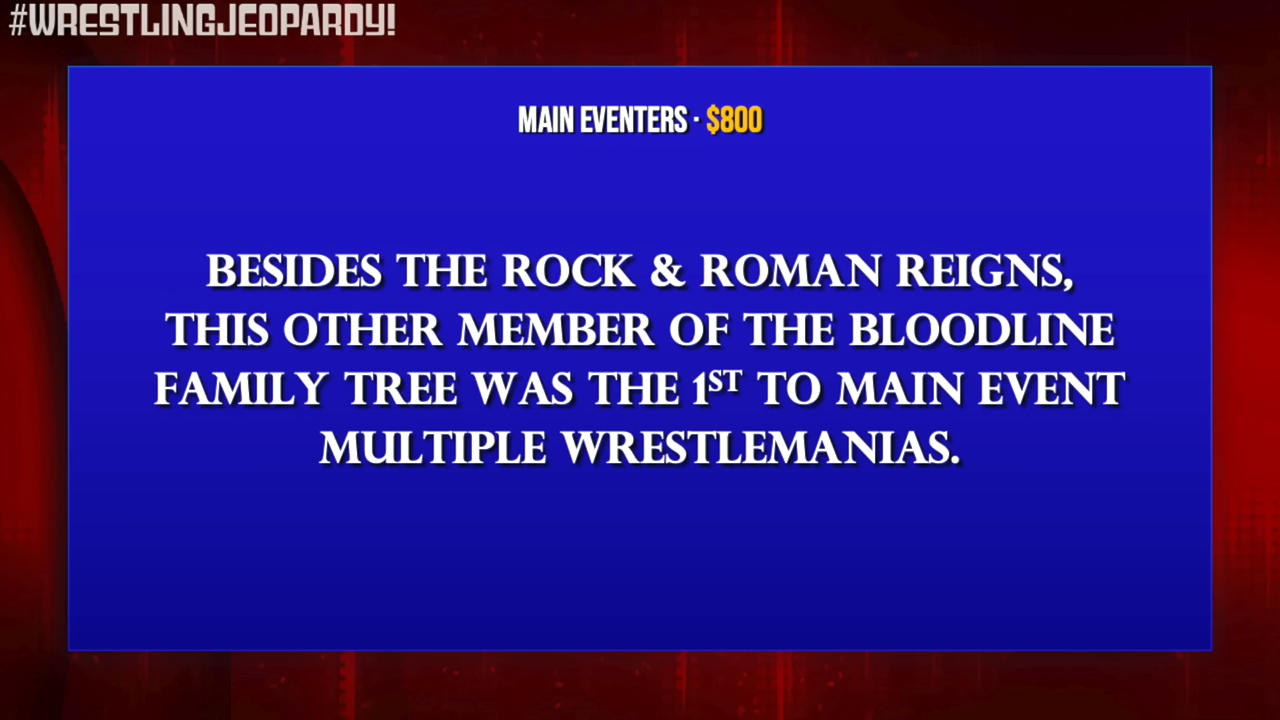 #WRESTLINGJEOPARDY!
MAIN EVENTERS · $800
BESIDES THE ROCK & ROMAN REIGNS,
THIS OTHER MEMBER OF THE BLOODLINE
FAMILY TREE WAS THE 1ST TO MAIN EVENT
MULTIPLE WRESTLEMANIAS.